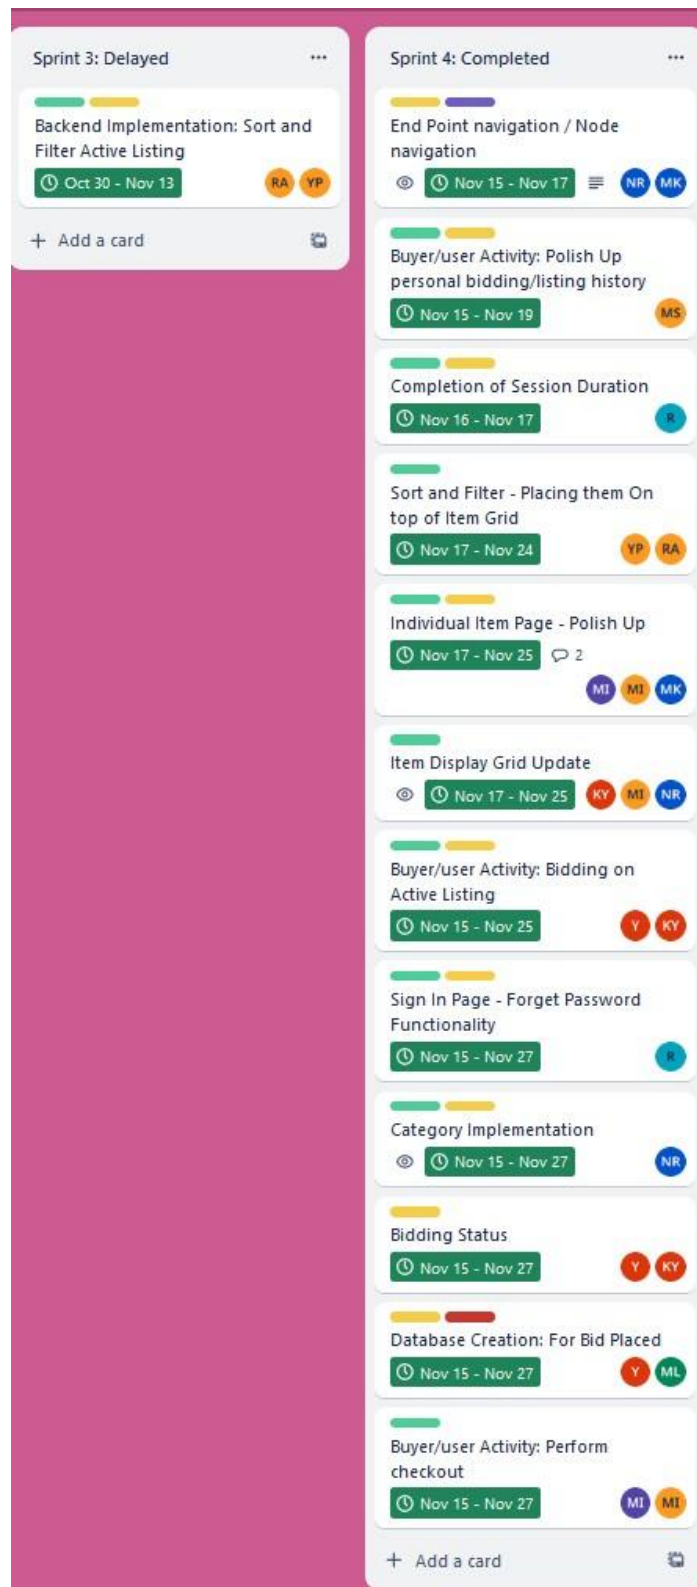 Sprint 3: Delayed
Backend Implementation: Sort and
Filter Active Listing
Oct 30 - Nov 13
RA YP
+ Add a card
Sprint 4: Completed
End Point navigation / Node
navigation
Nov 15 - Nov 17
NR MK
Buyer/user Activity: Polish Up
personal bidding/listing history
Nov 15 - Nov 19
MS
Completion of Session Duration
Nov 16 - Nov 17
R
Sort and Filter - Placing them On
top of Item Grid
Nov 17 - Nov 24
YP RA
Individual Item Page - Polish Up
Nov 17 - Nov 25 2
MI MI MK
Item Display Grid Update
Nov 17 - Nov 25
KY MI NR
Buyer/user Activity: Bidding on
Active Listing
Nov 15 - Nov 25
Y KY
Sign In Page - Forget Password
Functionality
Nov 15 - Nov 27
R
Category Implementation
Nov 15 - Nov 27
NR
Bidding Status
Nov 15 - Nov 27
Y KY
Database Creation: For Bid Placed
Nov 15 - Nov 27
Y ML
Buyer/user Activity: Perform
checkout
Nov 15 - Nov 27
MI MI
+ Add a card